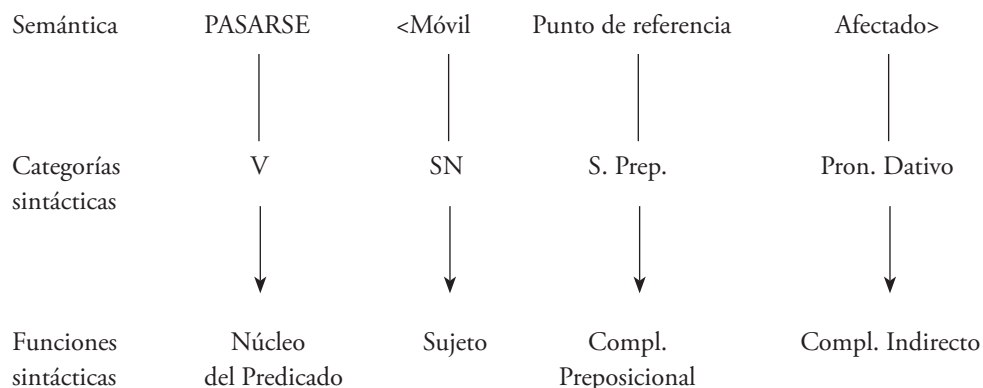 Semántica PASARSE <Móvil Punto de referencia Afectado>
Categorías V SN S. Prep. Pron. Dativo
sintácticas
Funciones Núcleo Sujeto Compl. Compl. Indirecto
sintácticas del Predicado Preposicional